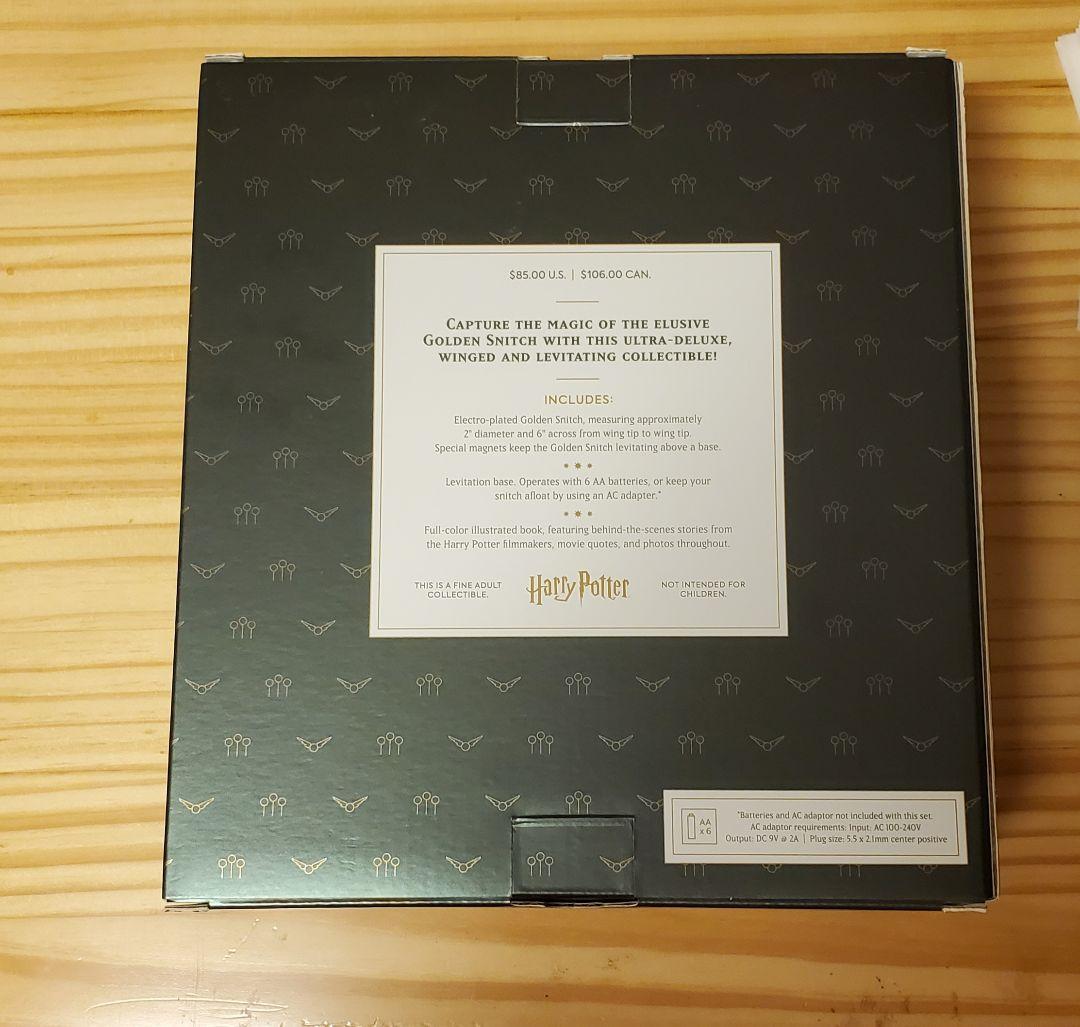 $85.00 U.S. | $106.00 CAN.
CAPTURE THE MAGIC OF THE ELUSIVE
GOLDEN SNITCH WITH THIS ULTRA-DELUXE,
WINGED AND LEVITATING COLLECTIBLE!
INCLUDES:
Electro-plated Golden Snitch, measuring approximately
2" diameter and 6" across from wing tip to wing tip.
Special magnets keep the Golden Snitch levitating above a base.
Levitation base. Operates with 6 AA batteries, or keep your
snitch afloat by using an AC adapter.*
Full-color illustrated book, featuring behind-the-scenes stories from
the Harry Potter filmmakers, movie quotes, and photos throughout.
THIS IS A FINE ADULT
COLLECTIBLE.
Harry Potter
NOT INTENDED FOR
CHILDREN.
AA
x 6
*Batteries and AC adaptor not included with this set.
AC adaptor requirements: Input: AC 100-240V
Output: DC 9V @ 2A | Plug size: 5.5 x 2.1mm center positive